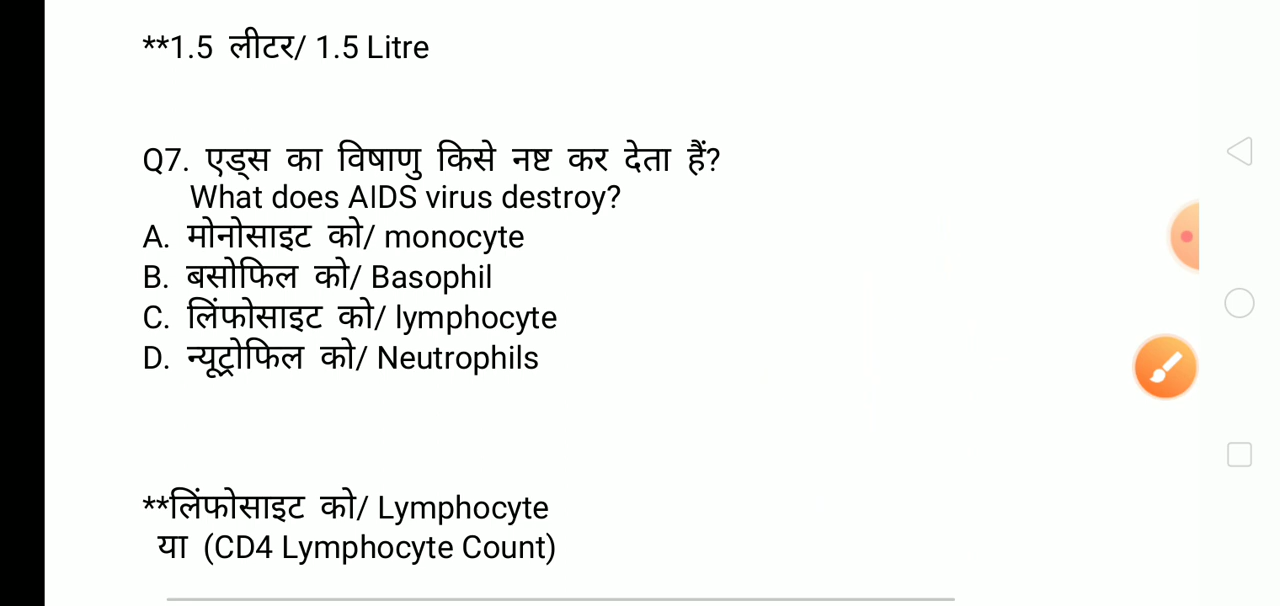 **1.5 लीटर/ 1.5 Litre
Q7. एड्स का विषाणु किसे नष्ट कर देता हैं?
What does AIDS virus destroy?
A. मोनोसाइट को/ monocyte
B. बसोफिल को/ Basophil
C. लिंफोसाइट को/ lymphocyte
D. न्यूट्रोफिल को/ Neutrophils
**लिंफोसाइट को/ Lymphocyte
या (CD4 Lymphocyte Count)